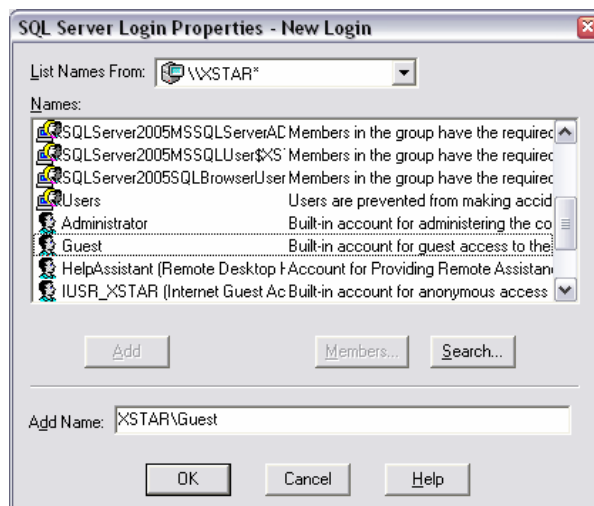 SQL Server Login Properties - New Login
List Names From: \\XSTAR*
Names:
SQLServer2005MSSQLServerAD Members in the group have the required
SQLServer2005MSSQLUser$XS Members in the group have the required
SQLServer2005SQLBrowserUser Members in the group have the required
Users Users are prevented from making accid
Administrator Built-in account for administering the co
Guest Built-in account for guest access to the
HelpAssistant (Remote Desktop H Account for Providing Remote Assistan
IUSR_XSTAR (Internet Guest Ac Built-in account for anonymous access
Add Members... Search...
Add Name: XSTAR\Guest
OK Cancel Help